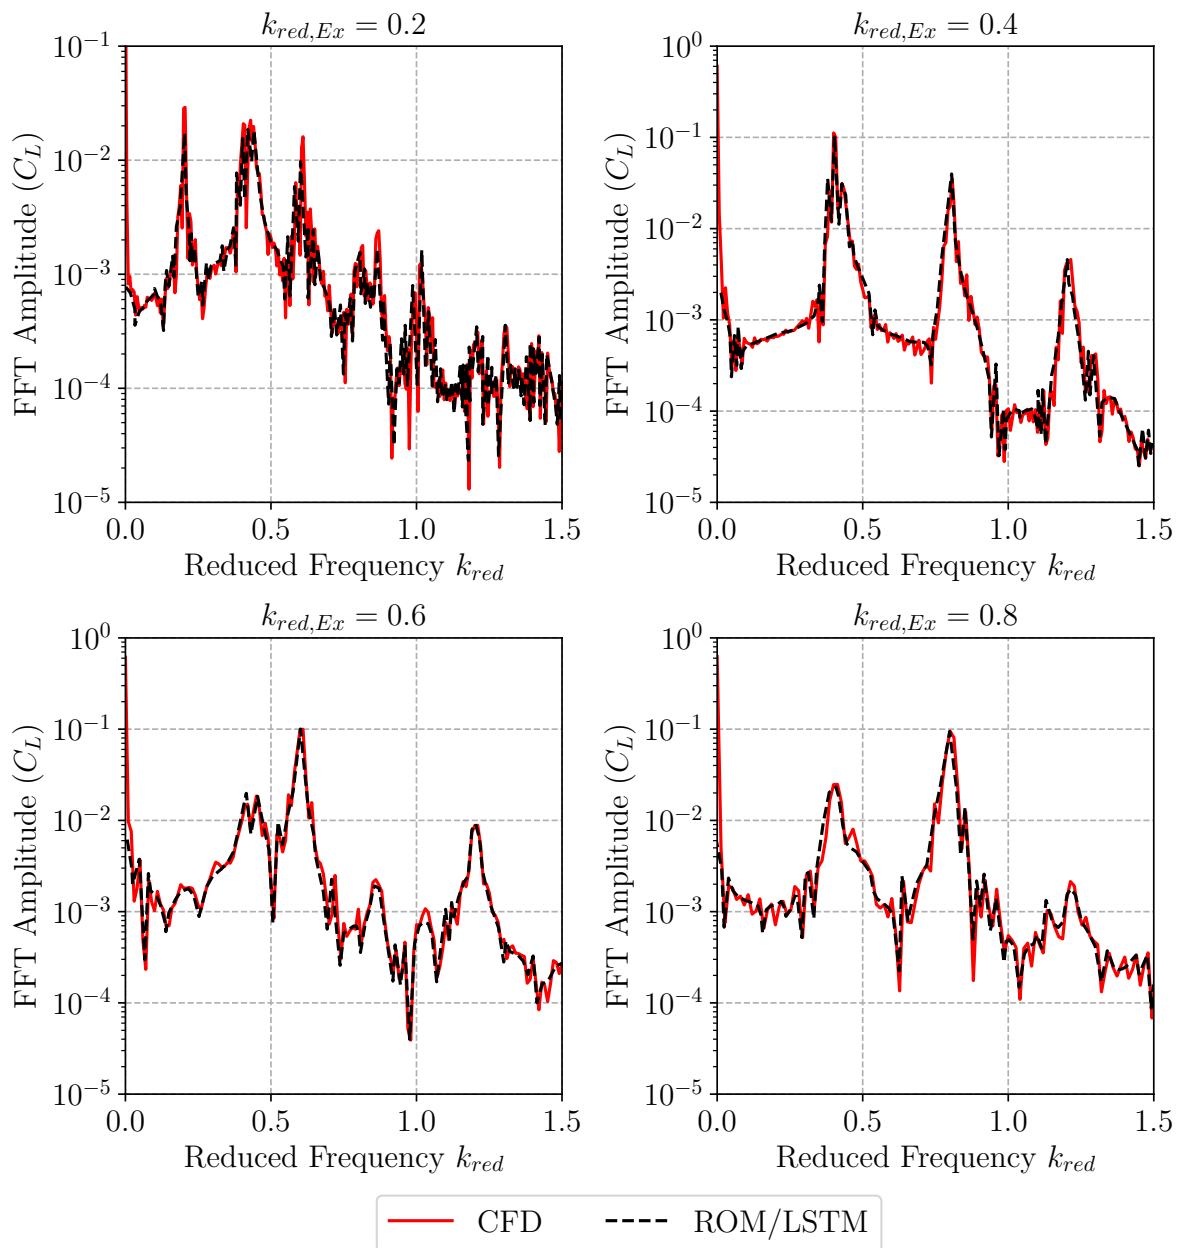 k_{red,Ex} = 0.2
10^{-1}
10^{-2}
10^{-3}
10^{-4}
10^{-5}
FFT Amplitude (C_L)
0.0 0.5 1.0 1.5
Reduced Frequency k_{red}
k_{red,Ex} = 0.4
10^{0}
10^{-1}
10^{-2}
10^{-3}
10^{-4}
10^{-5}
FFT Amplitude (C_L)
0.0 0.5 1.0 1.5
Reduced Frequency k_{red}
k_{red,Ex} = 0.6
10^{0}
10^{-1}
10^{-2}
10^{-3}
10^{-4}
10^{-5}
FFT Amplitude (C_L)
0.0 0.5 1.0 1.5
Reduced Frequency k_{red}
k_{red,Ex} = 0.8
10^{0}
10^{-1}
10^{-2}
10^{-3}
10^{-4}
10^{-5}
FFT Amplitude (C_L)
0.0 0.5 1.0 1.5
Reduced Frequency k_{red}
CFD ROM/LSTM